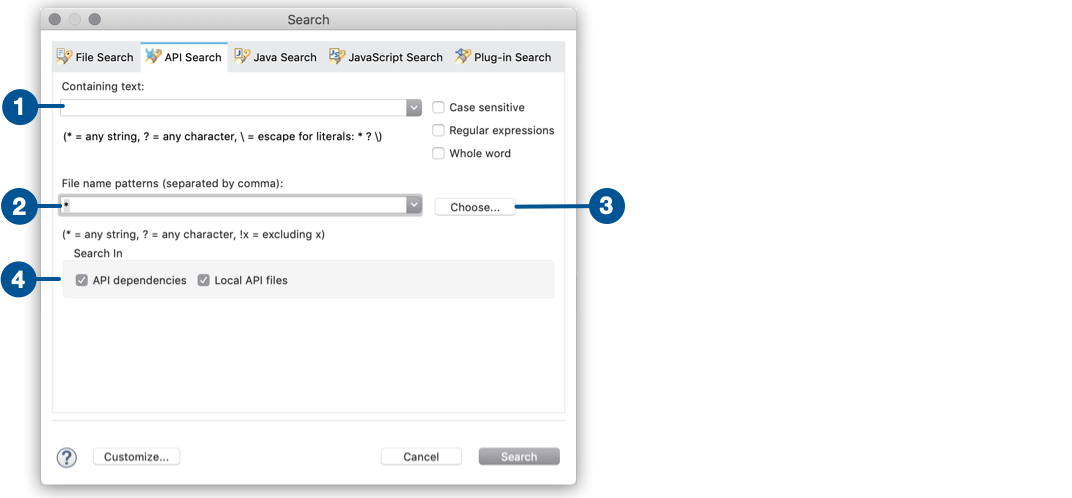 Search
File Search API Search Java Search JavaScript Search Plug-in Search
Containing text:
1 Case sensitive
(* = any string, ? = any character, \ = escape for literals: * ? \) Regular expressions
Whole word
File name patterns (separated by comma):
2 * Choose... 3
(* = any string, ? = any character, !x = excluding x)
Search In
4 API dependencies Local API files
? Customize... Cancel Search